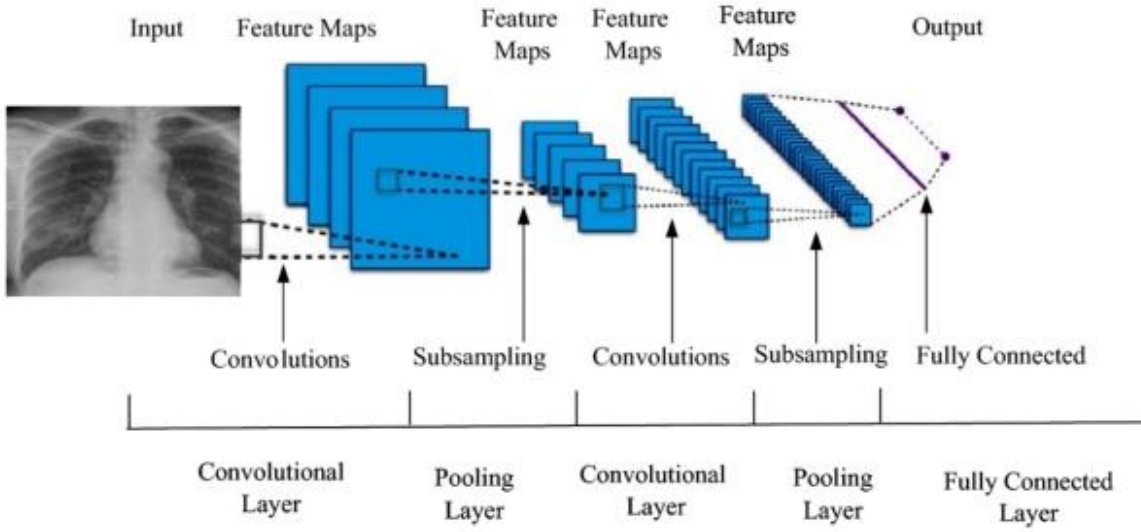 Input
Feature Maps
Feature
Maps
Feature
Maps
Feature
Maps
Output
Convolutions
Subsampling
Convolutions
Subsampling
Fully Connected
Convolutional
Layer
Pooling
Layer
Convolutional
Layer
Pooling
Layer
Fully Connected
Layer